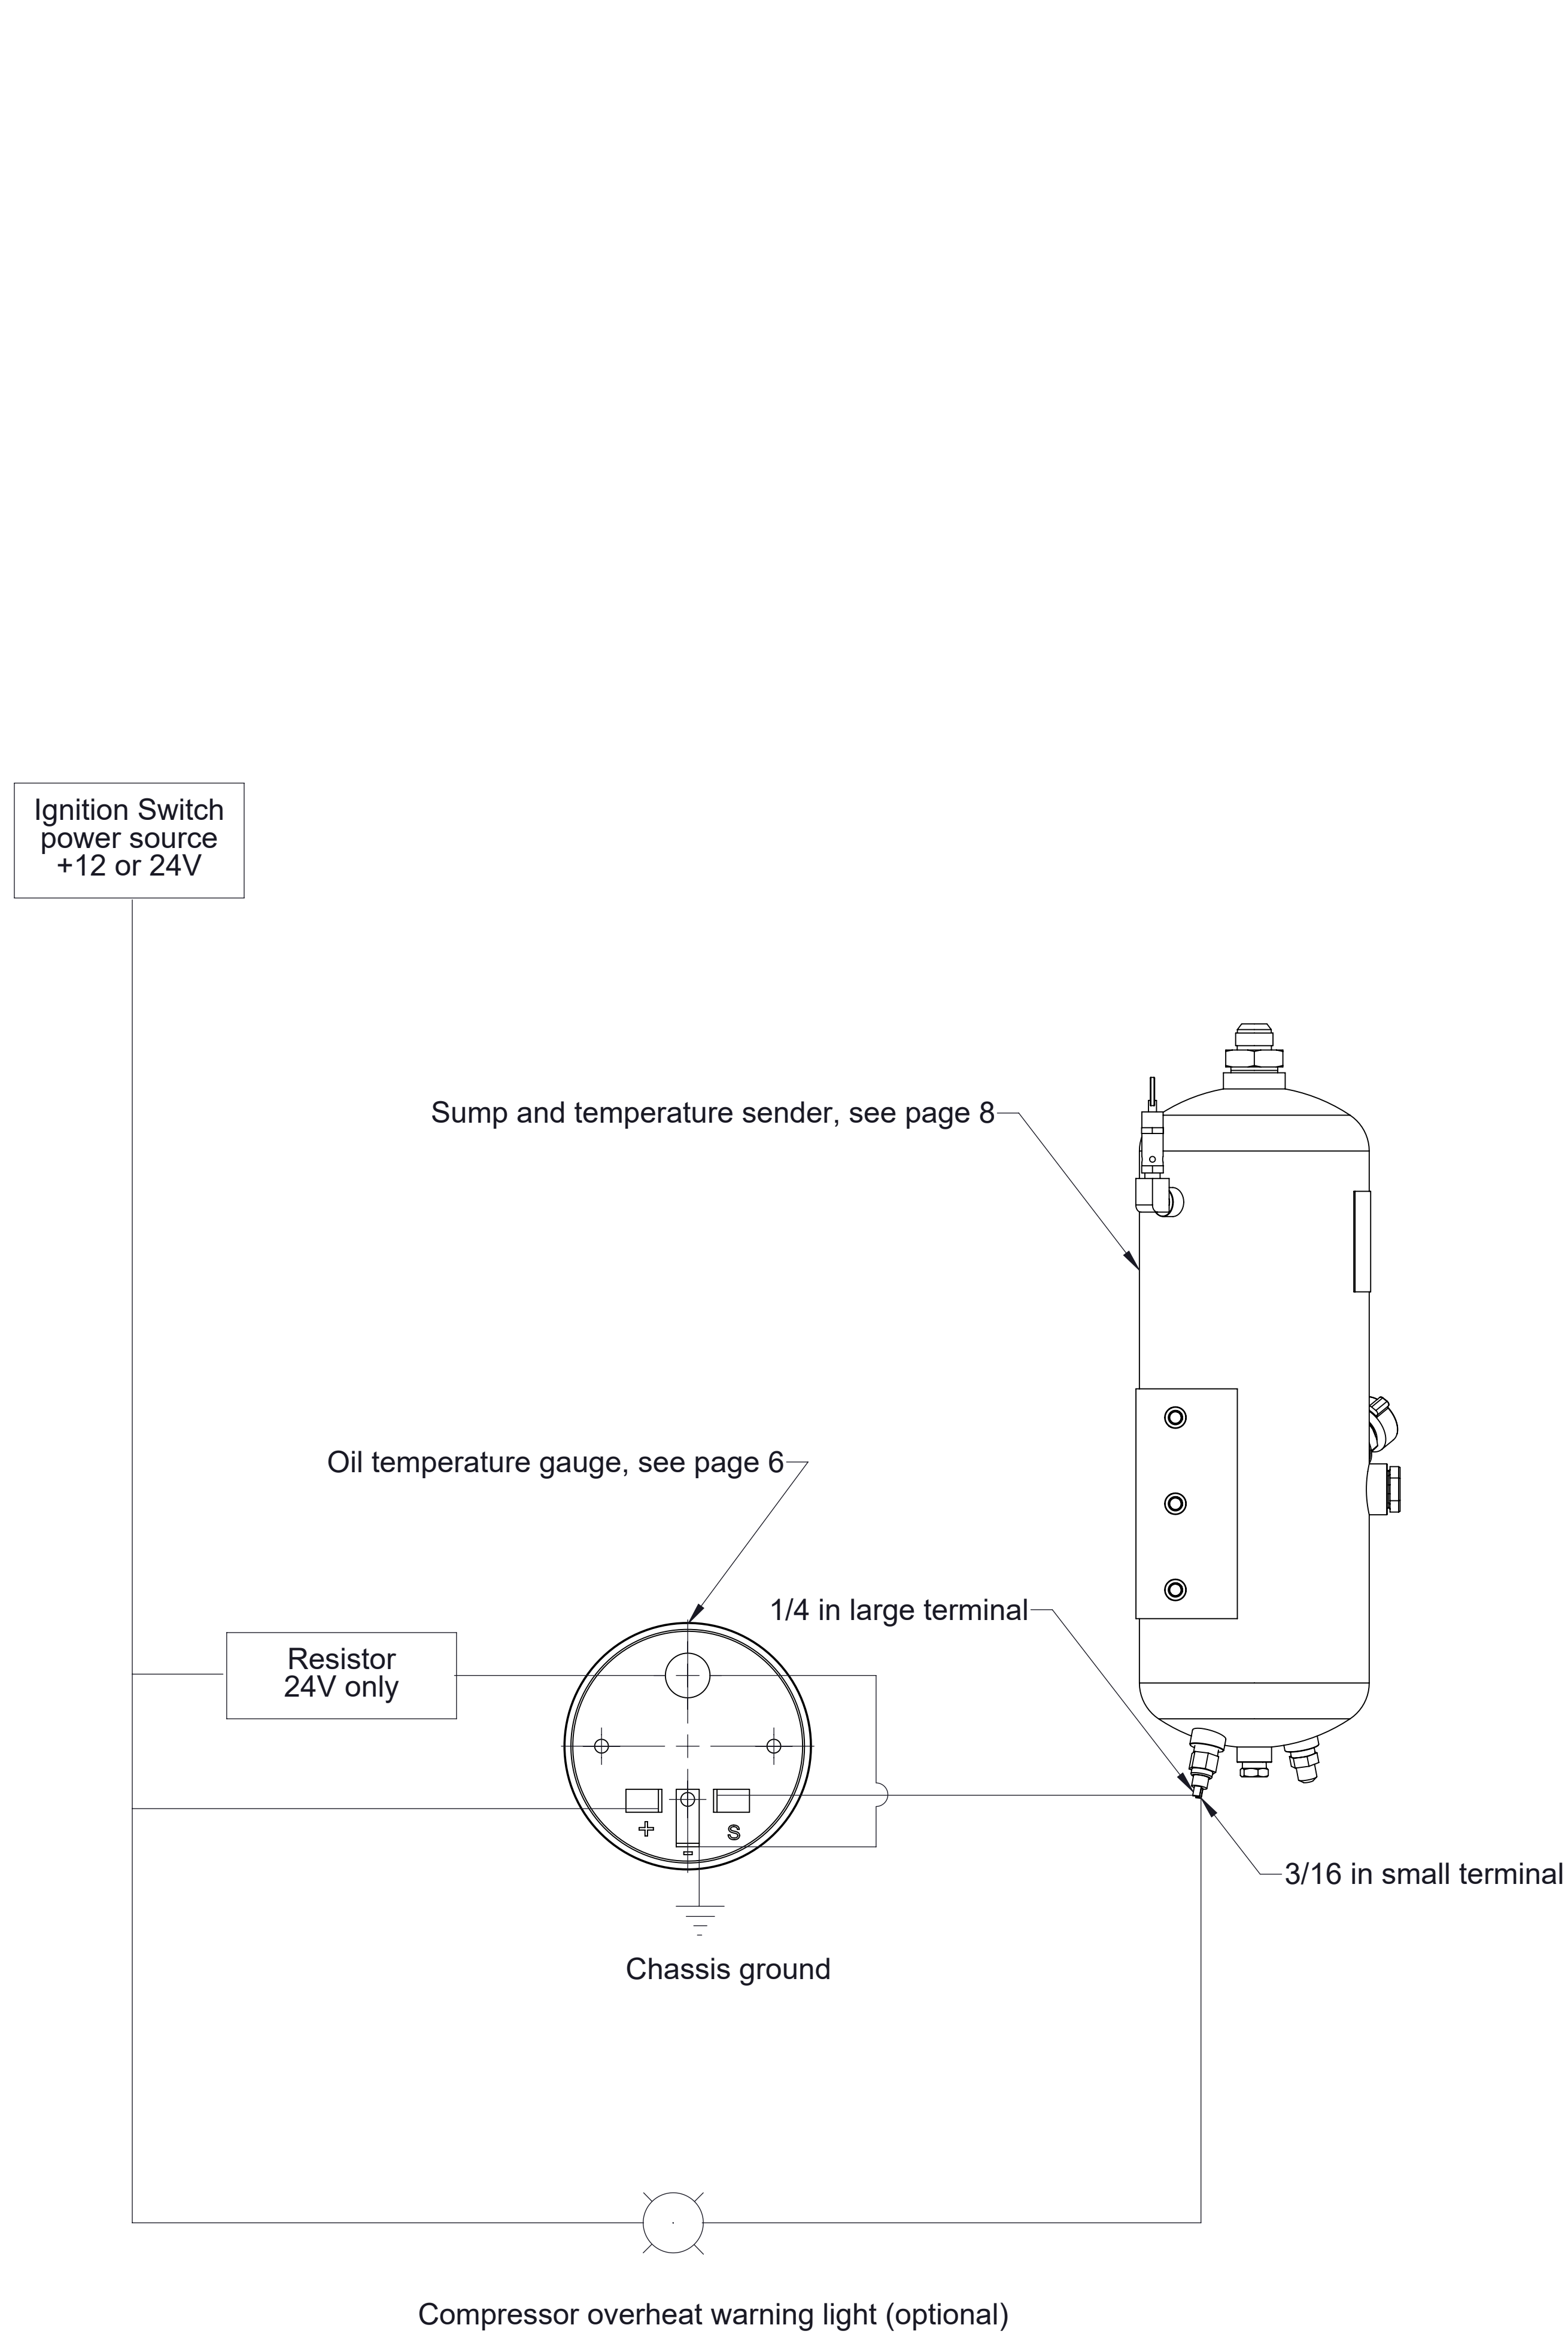 Ignition Switch
power source
+12 or 24V
Sump and temperature sender, see page 8
Oil temperature gauge, see page 6
1/4 in large terminal
Resistor
24V only
+
S
-
3/16 in small terminal
Chassis ground
Compressor overheat warning light (optional)